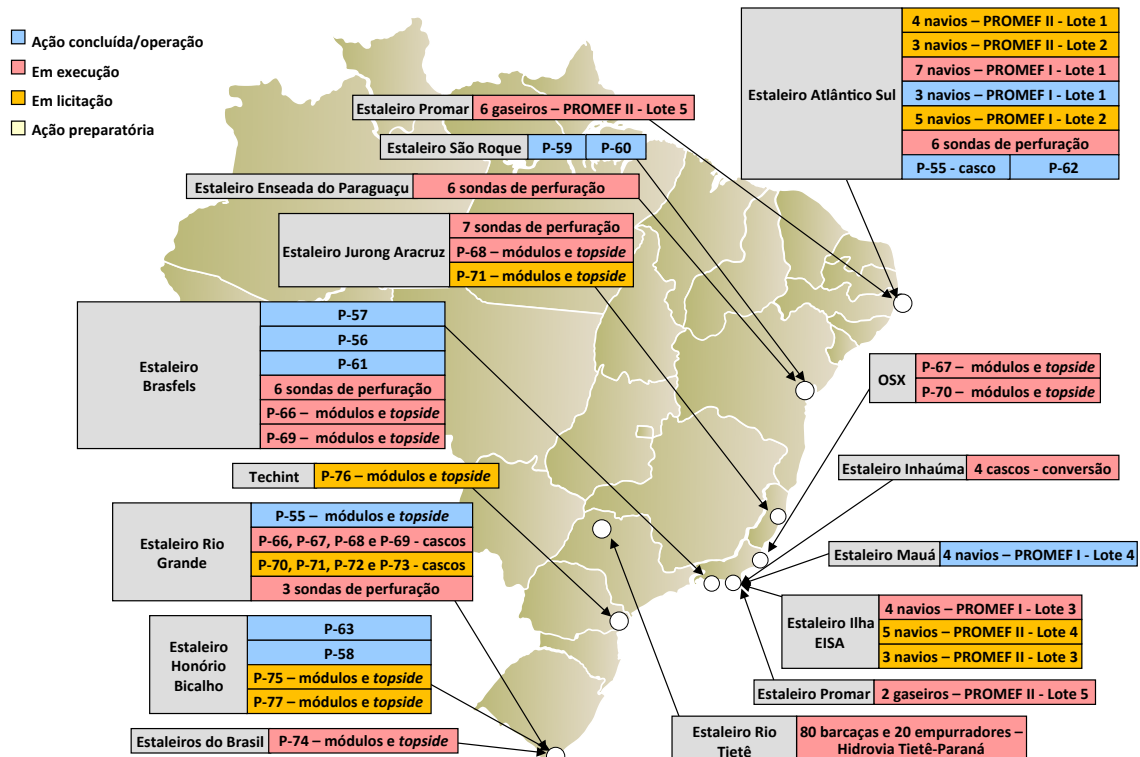 Ação concluída/operação
Em execução
Em licitação
Ação preparatória
Estaleiro Atlântico Sul
4 navios – PROMEF II - Lote 1
3 navios – PROMEF II - Lote 2
7 navios – PROMEF I - Lote 1
3 navios – PROMEF I - Lote 1
5 navios – PROMEF I - Lote 2
6 sondas de perfuração
P-55 - casco P-62
Estaleiro Promar 6 gaseiros – PROMEF II - Lote 5
Estaleiro São Roque P-59 P-60
Estaleiro Enseada do Paraguaçu 6 sondas de perfuração
Estaleiro Jurong Aracruz
7 sondas de perfuração
P-68 – módulos e topside
P-71 – módulos e topside
Estaleiro
Brasfels
P-57
P-56
P-61
6 sondas de perfuração
P-66 – módulos e topside
P-69 – módulos e topside
OSX
P-67 – módulos e topside
P-70 – módulos e topside
Techint P-76 – módulos e topside
Estaleiro Inhaúma 4 cascos - conversão
Estaleiro Rio
Grande
P-55 – módulos e topside
P-66, P-67, P-68 e P-69 - cascos
P-70, P-71, P-72 e P-73 - cascos
3 sondas de perfuração
Estaleiro Mauá 4 navios – PROMEF I - Lote 4
Estaleiro Ilha
EISA
4 navios – PROMEF I - Lote 3
5 navios – PROMEF II - Lote 4
3 navios – PROMEF II - Lote 3
Estaleiro
Honório
Bicalho
P-63
P-58
P-75 – módulos e topside
P-77 – módulos e topside
Estaleiro Promar 2 gaseiros – PROMEF II - Lote 5
Estaleiros do Brasil P-74 – módulos e topside
Estaleiro Rio
Tietê
80 barcaças e 20 empurradores –
Hidrovia Tietê-Paraná